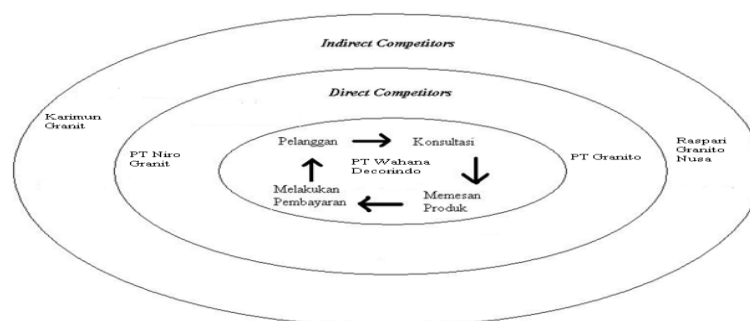 Indirect Competitors
Direct Competitors
Karimun
Granit
PT Niro
Granit
Pelanggan
Konsultasi
PT Wahana
Decorindo
Melakukan
Pembayaran
Memesan
Produk
PT Granito
Raspari
Granito
Nusa